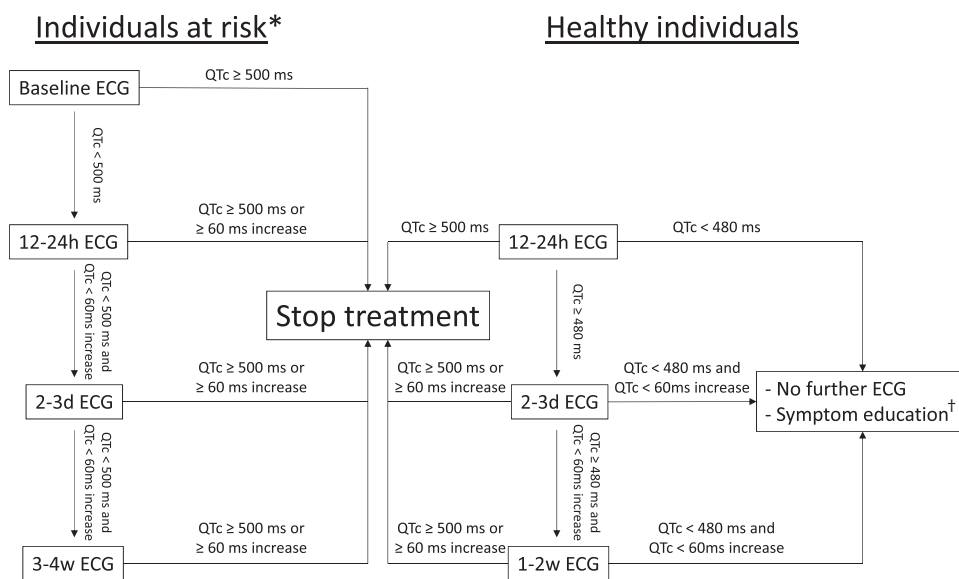 Individuals at risk*
Healthy individuals
Baseline ECG
QTc ≥ 500 ms
QTc < 500 ms
12-24h ECG
QTc ≥ 500 ms or
≥ 60 ms increase
QTc ≥ 500 ms
12-24h ECG
QTc < 480 ms
QTc < 500 ms and
QTc < 60ms increase
Stop treatment
QTc ≥ 480 ms
2-3d ECG
QTc ≥ 500 ms or
≥ 60 ms increase
QTc ≥ 500 ms or
≥ 60 ms increase
2-3d ECG
QTc < 480 ms and
QTc < 60ms increase
- No further ECG
- Symptom education†
QTc < 500 ms and
QTc < 60ms increase
QTc ≥ 480 ms and
QTc < 60ms increase
3-4w ECG
QTc ≥ 500 ms or
≥ 60 ms increase
QTc ≥ 500 ms or
≥ 60 ms increase
1-2w ECG
QTc < 480 ms and
QTc < 60ms increase